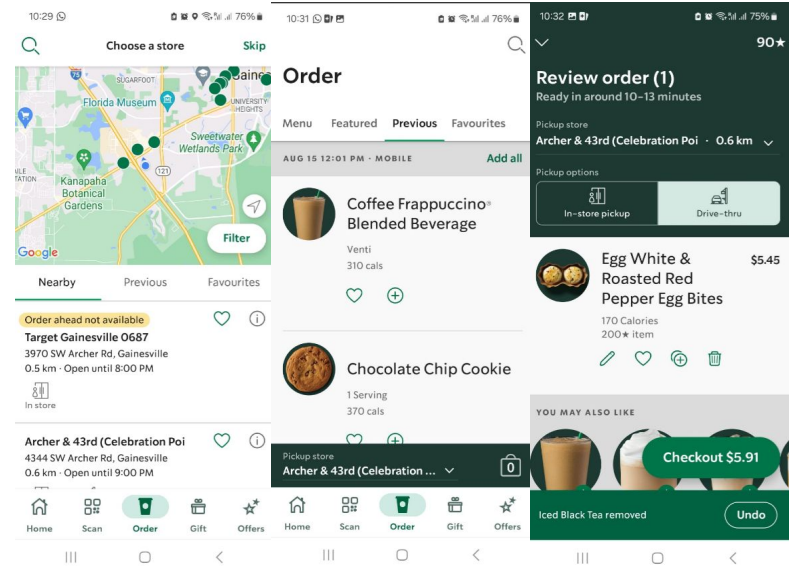 10:29
76%
Choose a store
Skip
75
SUGARFOOT
Gaines
Florida Museum
UNIVERSITY
HEIGHTS
Sweetwater
Wetlands Park
121
Kanapaha
Botanical
Gardens
Google
Filter
Nearby
Previous
Favourites
Order ahead not available
Target Gainesville 0687
3970 SW Archer Rd, Gainesville
0.5 km · Open until 8:00 PM
In store
Archer & 43rd (Celebration Poi
4344 SW Archer Rd, Gainesville
0.6 km · Open until 9:00 PM
Home
Scan
Order
Gift
Offers
10:31
76%
Order
Menu
Featured
Previous
Favourites
AUG 15 12:01 PM · MOBILE
Add all
Coffee Frappuccino®
Blended Beverage
Venti
310 cals
Chocolate Chip Cookie
1 Serving
370 cals
Pickup store
Archer & 43rd (Celebration ...
0
Home
Scan
Order
Gift
Offers
10:32
75%
90★
Review order (1)
Ready in around 10–13 minutes
Pickup store
Archer & 43rd (Celebration Poi · 0.6 km
Pickup options
In-store pickup
Drive-thru
Egg White &
Roasted Red
Pepper Egg Bites
$5.45
170 Calories
200★ item
YOU MAY ALSO LIKE
Checkout $5.91
Iced Black Tea removed
Undo